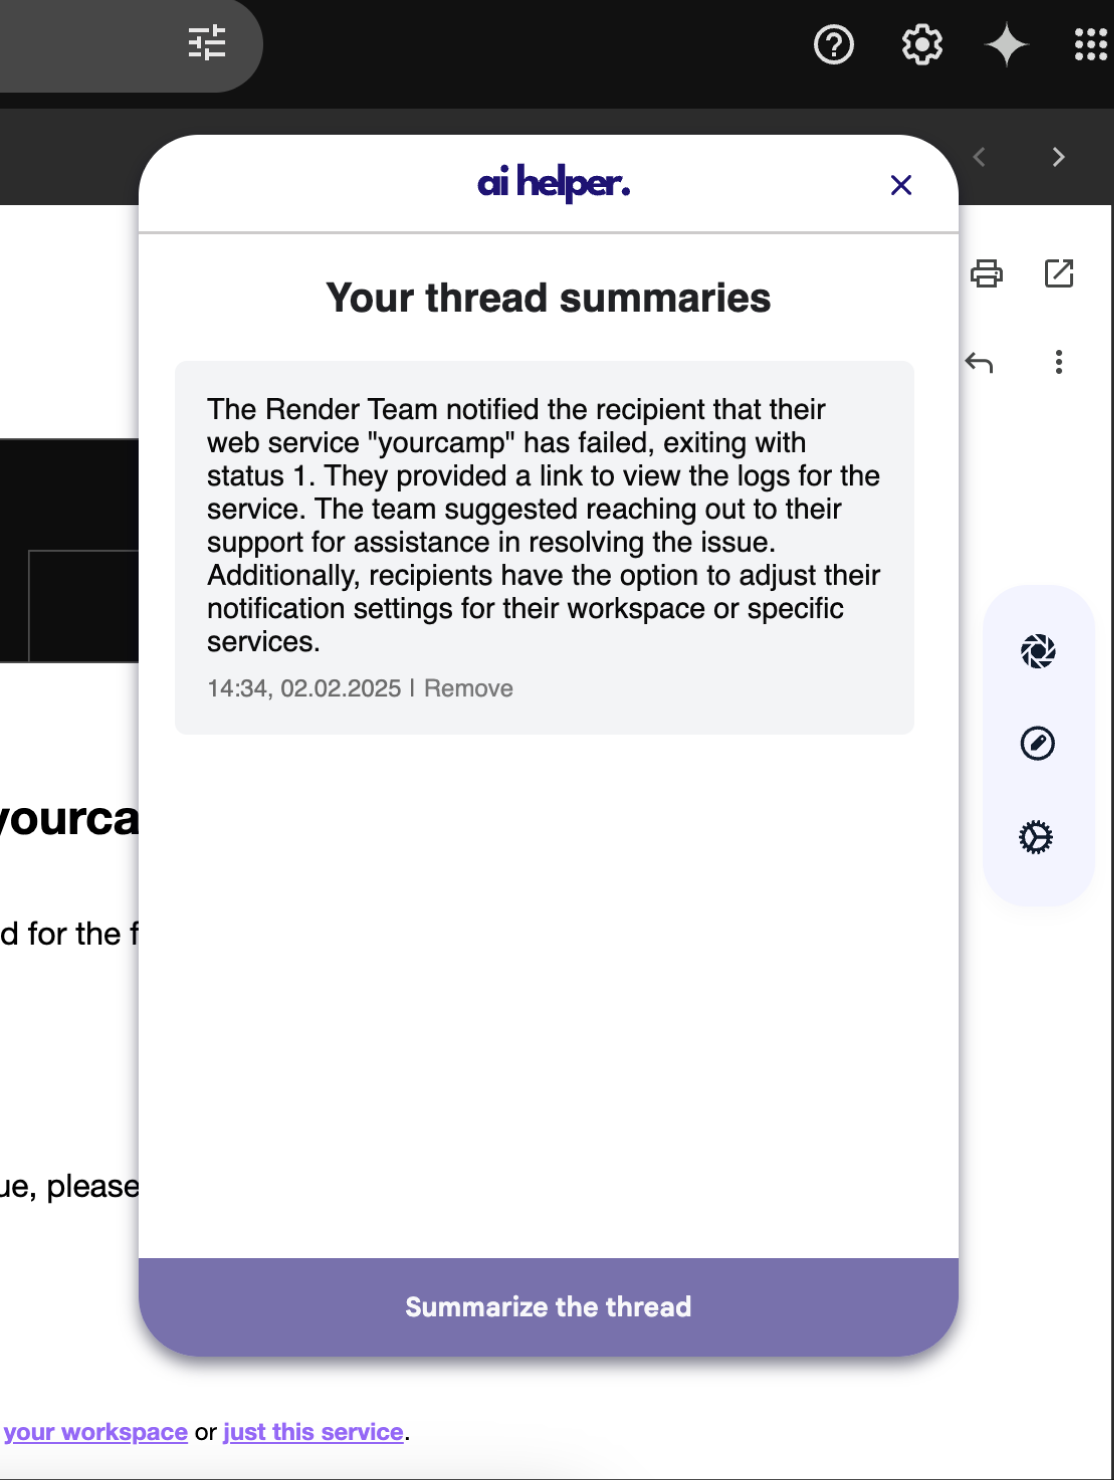 ai helper.
Your thread summaries
The Render Team notified the recipient that their
web service "yourcamp" has failed, exiting with
status 1. They provided a link to view the logs for the
service. The team suggested reaching out to their
support for assistance in resolving the issue.
Additionally, recipients have the option to adjust their
notification settings for their workspace or specific
services.
14:34, 02.02.2025 | Remove
yourca
d for the f
ue, please
Summarize the thread
your workspace or just this service.